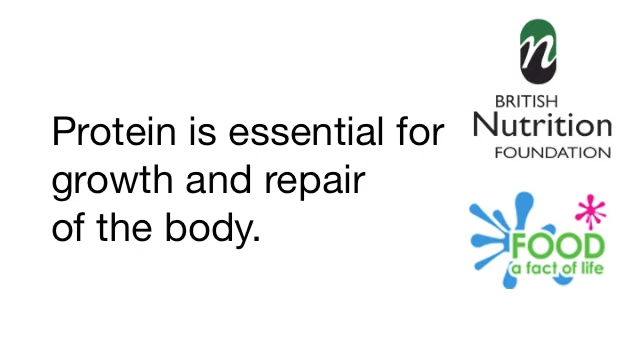 Protein is essential for
growth and repair
of the body.
n
BRITISH
Nutrition
FOUNDATION
FOOD
a fact of life